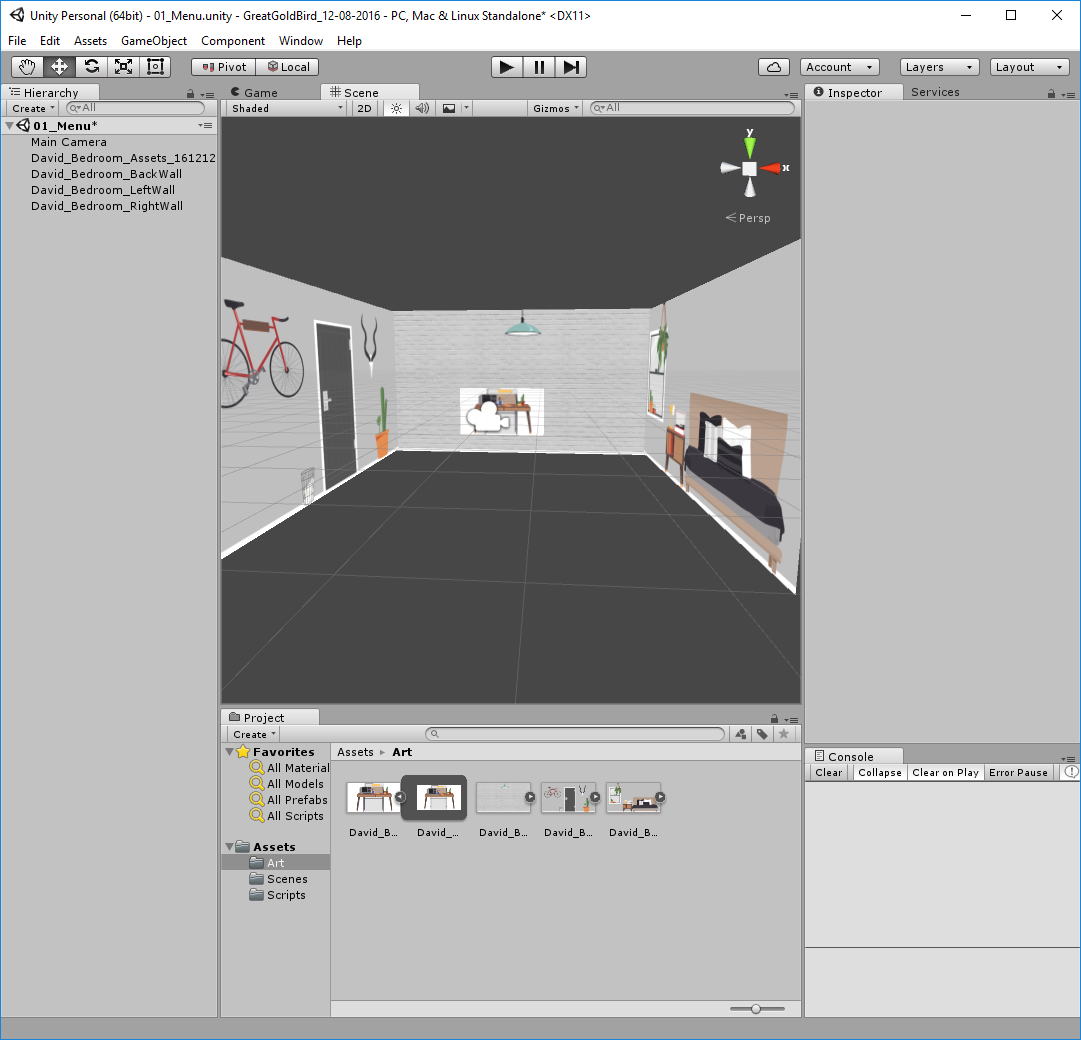 Unity Personal (64bit) - 01_Menu.unity - GreatGoldBird_12-08-2016 - PC, Mac & Linux Standalone* <DX11>
File Edit Assets GameObject Component Window Help
Pivot Local Account Layers Layout
Hierarchy
Create All
01_Menu*
Main Camera
David_Bedroom_Assets_161212
David_Bedroom_BackWall
David_Bedroom_LeftWall
David_Bedroom_RightWall
Game Scene
Shaded 2D Gizmos All
y
x
Persp
Inspector Services
Project
Create
Favorites
All Material
All Models
All Prefabs
All Scripts
Assets
Art
Scenes
Scripts
Assets Art
David_B... David_... David_B... David_B... David_B...
Console
Clear Collapse Clear on Play Error Pause